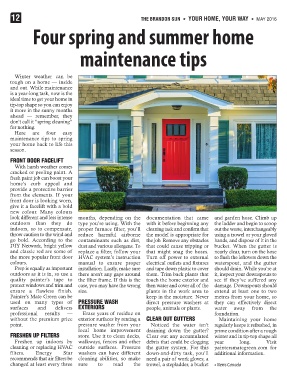 12
THE BRANDON SUN • YOUR HOME, YOUR WAY • MAY 2016
Four spring and summer home
maintenance tips
Winter weather can be
rough on a home — inside
and out. While maintenance
is a year-long task, now is the
ideal time to get your home in
tip-top shape so you can enjoy
it more in the sunny months
ahead — remember, they
don't call it "spring cleaning"
for nothing.
Here are four easy
maintenance tips to spring
your home back to life this
season.
FRONT DOOR FACELIFT
With harsh weather comes
cracked or peeling paint. A
fresh paint job can boost your
home's curb appeal and
provide a protective barrier
from the elements. If your
front door is looking worn,
give it a facelift with a bold
new colour. Many colours
look different and less intense
outdoors than they do
indoors, so to compensate,
throw caution to the wind and
go bold. According to the
DIY Network, bright yellow
and classic red are some of
the more popular front door
colours.
Prep is equally as important
outdoors as it is in, so use a
quality painter's tape to
protect windows and trim and
ensure a flawless finish.
Painter's Mate Green can be
used on many types of
surfaces and delivers
professional results —
without the premium price
point.
FRESHEN UP FILTERS
Freshen up indoors by
cleaning or replacing HVAC
filters. Energy Star
recommends that air filters be
changed at least every three
months, depending on the
type you're using. With the
proper furnace filter, you'll
reduce harmful airborne
contaminants such as dirt,
dust and various allergens. To
replace a filter, follow your
HVAC system's instruction
manual to ensure proper
installation. Lastly, make sure
there aren't any gaps around
the filter frame. If this is the
case, you may have the wrong
size.
PRESSURE WASH
EXTERIORS
Erase years of residue on
exterior surfaces by renting a
pressure washer from your
local home improvement
store. Use it to clean decks,
walkways, fences and other
outside surfaces. Pressure
washers can have different
cleaning abilities, so make
sure to read the
documentation that came
with it before beginning any
cleaning task and confirm that
the model is appropriate for
the job. Remove any obstacles
that could cause tripping or
that might snag the hoses.
Turn off power to external
electrical outlets and fixtures
and tape down plastic to cover
them. Trim back plants that
touch the home exterior and
then water and cover all of the
plants in the work area to
keep in the moisture. Never
direct pressure washers at
people, animals or plants.
CLEAR OUT GUTTERS
Noticed the water isn't
draining down the gutter?
Clear out any accumulated
debris that could be clogging
the gutter system. For this
down-and-dirty task, you'll
need a pair of work gloves, a
trowel, a stepladder, a bucket
and garden hose. Climb up
the ladder and begin to scoop
out the waste, interchangeably
using a trowel or your gloved
hands, and dispose of it in the
bucket. When the gutter is
nearly clear, turn on the hose
to flush the leftovers down the
waterspout, and the gutter
should drain. While you're at
it, inspect your downspouts to
see if they've suffered any
damage. Downspouts should
extend at least one to two
meters from your home, so
they can effectively direct
water away from the
foundation.
Maintaining your home
regularly keeps it refreshed, in
prime condition after a rough
winter and in tip-top shape all
year long. Visit
paintersmategreen.com for
additional information.
– News Canada